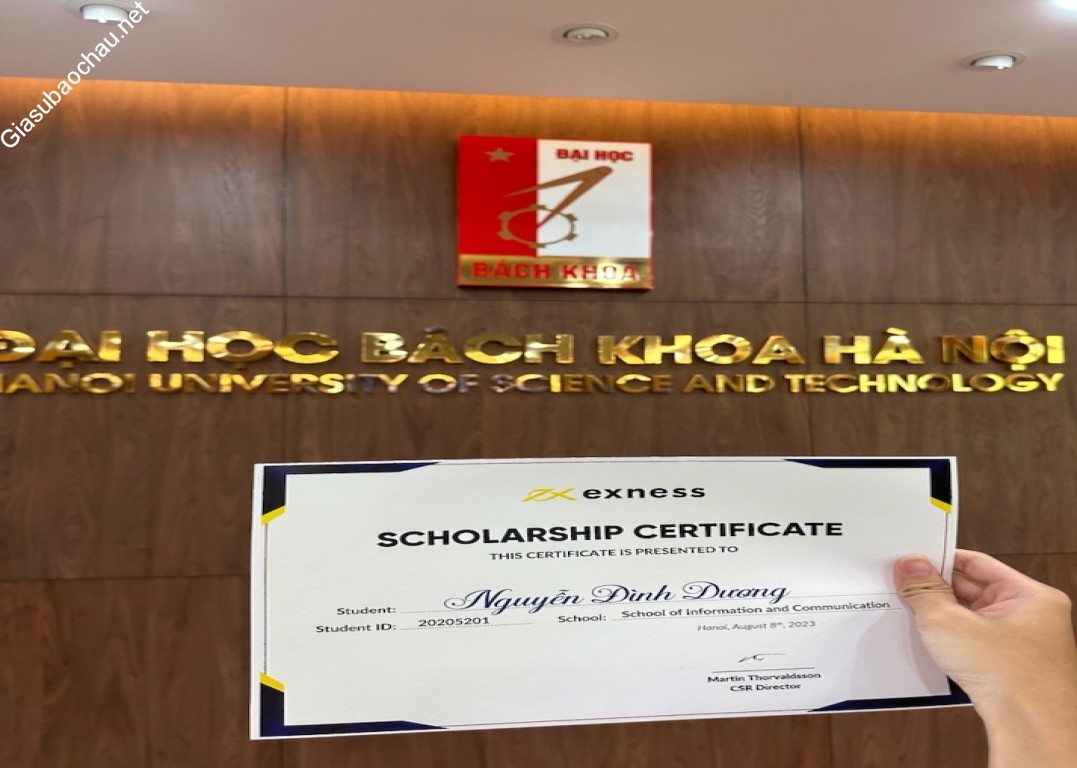 Giasubaochau.net
ĐẠI HỌC
BÁCH KHOA
ĐẠI HỌC BÁCH KHOA HÀ NỘI
HANOI UNIVERSITY OF SCIENCE AND TECHNOLOGY
exness
SCHOLARSHIP CERTIFICATE
THIS CERTIFICATE IS PRESENTED TO
Student: Nguyễn Đình Dương
Student ID: 20205201 School: School of Information and Communication
Hanoi, August 8th, 2023
Martin Thorvaldsson
CSR Director